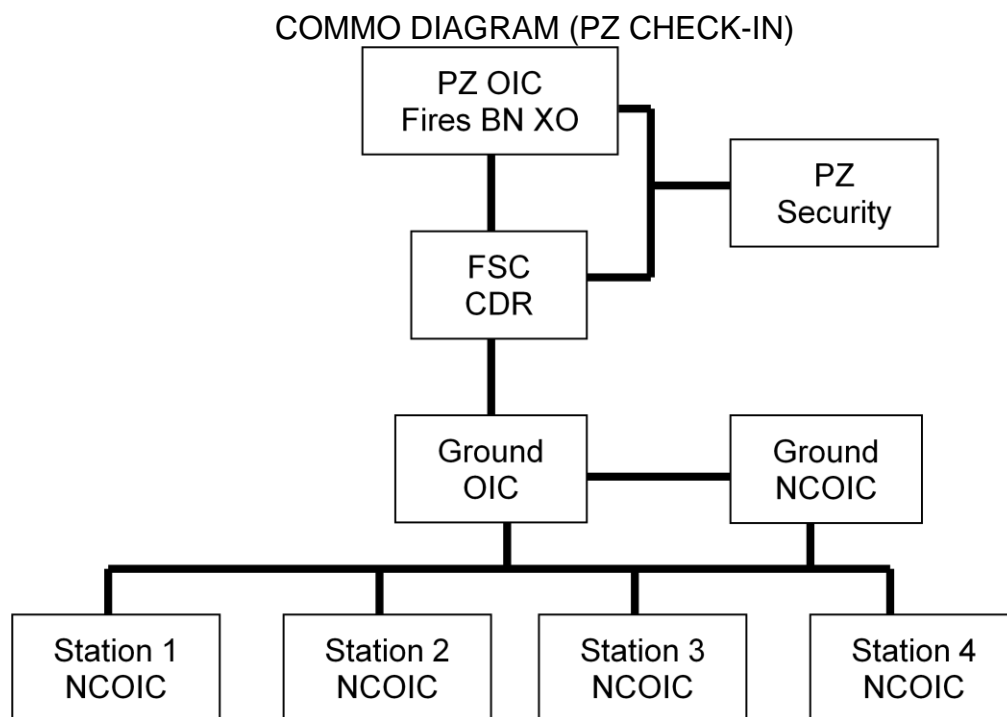 COMMO DIAGRAM (PZ CHECK-IN)
PZ OIC
Fires BN XO
PZ
Security
FSC
CDR
Ground
OIC
Ground
NCOIC
Station 1
NCOIC
Station 2
NCOIC
Station 3
NCOIC
Station 4
NCOIC